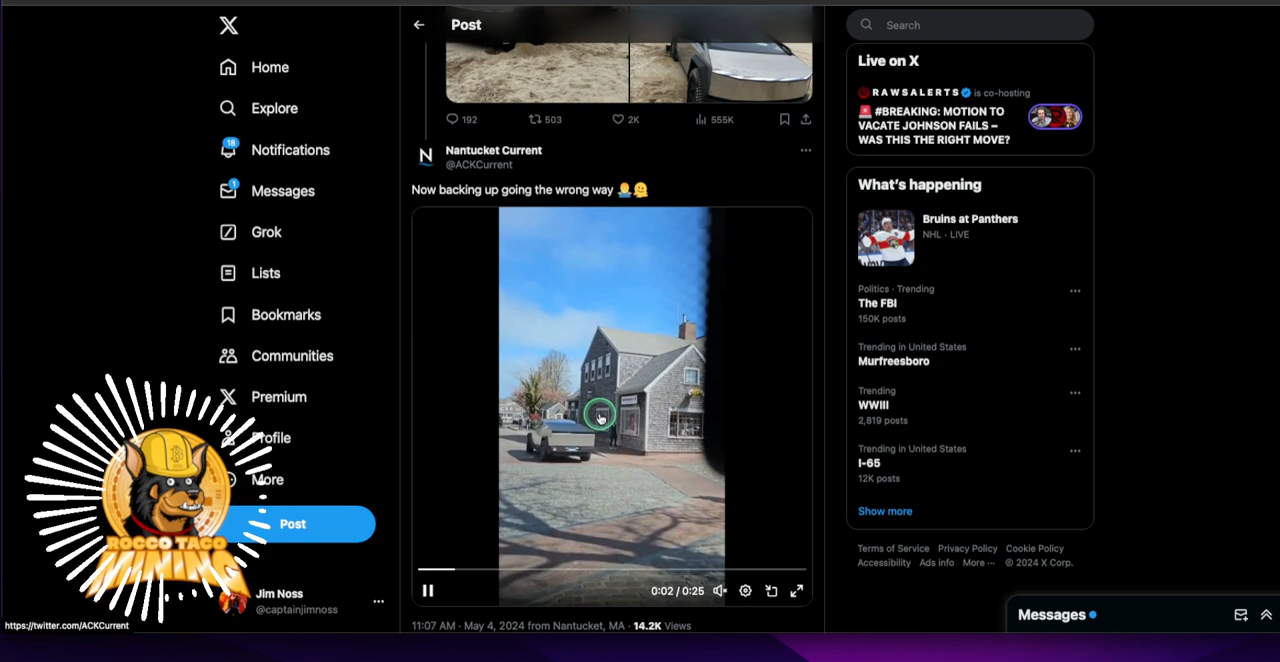 Home
Explore
18
Notifications
1
Messages
Grok
Lists
Bookmarks
Communities
Premium
Profile
More
Post
ROCCO TACO
MINING
Jim Noss
@captainjimnoss
https://twitter.com/ACKCurrent
Post
192
503
2K
555K
N
Nantucket Current
@ACKCurrent
Now backing up going the wrong way
0:02 / 0:25
11:07 AM · May 4, 2024 from Nantucket, MA · 14.2K Views
Search
Live on X
RAWSALERTS is co-hosting
#BREAKING: MOTION TO
VACATE JOHNSON FAILS –
WAS THIS THE RIGHT MOVE?
What's happening
Bruins at Panthers
NHL · LIVE
Politics · Trending
The FBI
150K posts
Trending in United States
Murfreesboro
Trending
WWIII
2,819 posts
Trending in United States
I-65
12K posts
Show more
Terms of Service Privacy Policy Cookie Policy
Accessibility Ads info More ··· © 2024 X Corp.
Messages